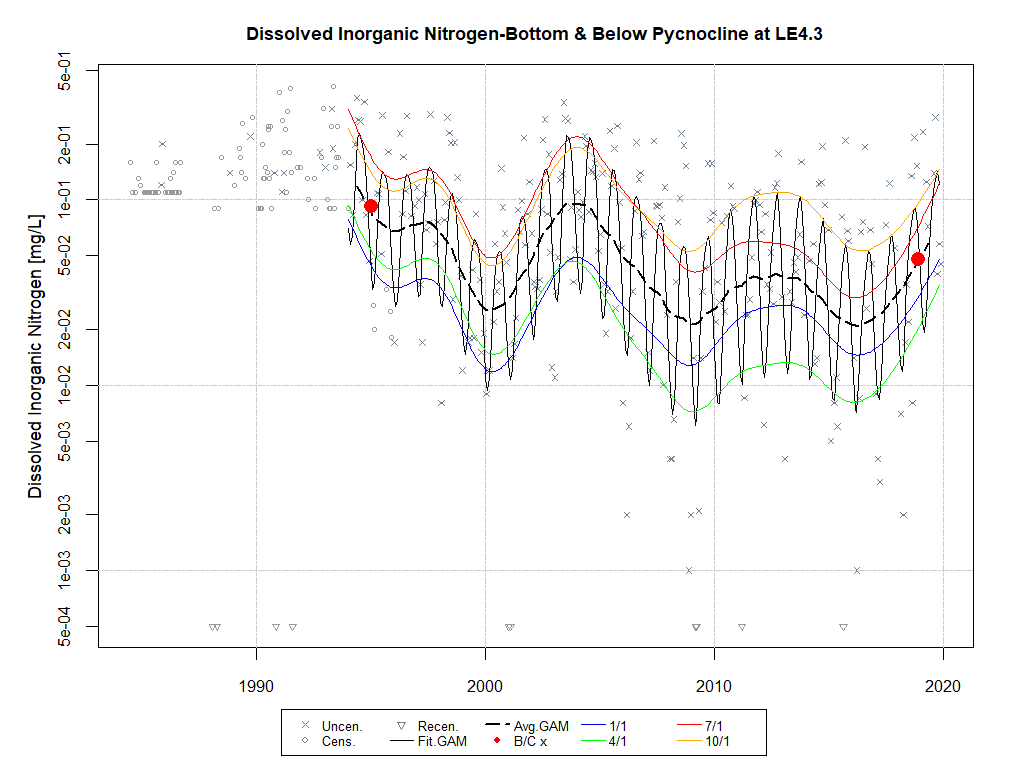 Dissolved Inorganic Nitrogen-Bottom & Below Pycnocline at LE4.3
Dissolved Inorganic Nitrogen [mg/L]
5e-01
2e-01
1e-01
5e-02
2e-02
1e-02
5e-03
2e-03
1e-03
5e-04
1990 2000 2010 2020
Uncen. Recen. Avg.GAM 1/1 7/1
Cens. Fit.GAM B/C x 4/1 10/1